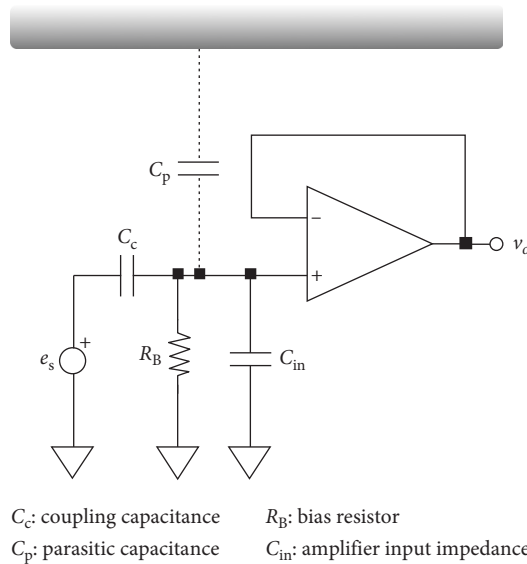 C_p
−
v_o
C_c
+
+
e_s
R_B
C_in
C_c: coupling capacitance
R_B: bias resistor
C_p: parasitic capacitance
C_in: amplifier input impedance